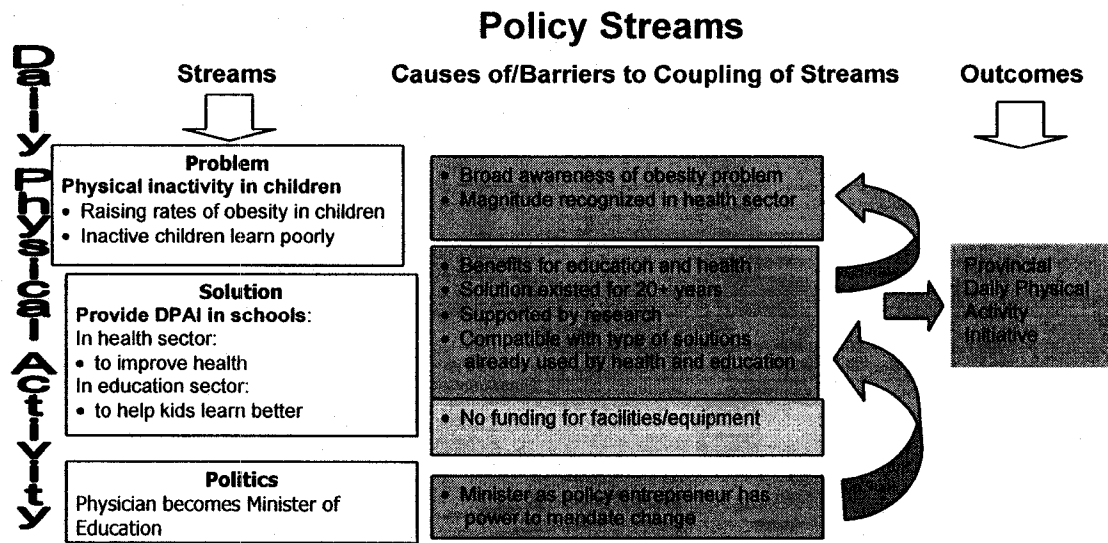 Policy Streams
Daily Physical Activity
Streams
Causes of/Barriers to Coupling of Streams
Outcomes
Problem
Physical inactivity in children
• Raising rates of obesity in children
• Inactive children learn poorly
• Broad awareness of obesity problem
• Magnitude recognized in health sector
Solution
Provide DPAI in schools:
In health sector:
• to improve health
In education sector:
• to help kids learn better
• Benefits for education and health
• Solution existed for 20+ years
• Supported by research
• Compatible with type of solutions
already used by health and education
• No funding for facilities/equipment
Provincial
Daily Physical
Activity
Initiative
Politics
Physician becomes Minister of
Education
• Minister as policy entrepreneur has
power to mandate change